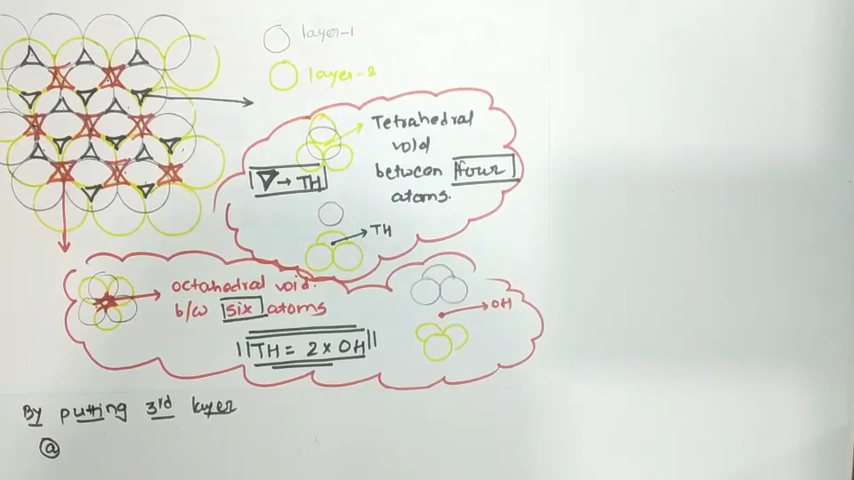 layer-1
layer-2
Tetrahedral
void
between four
atoms.
▽ → TH
TH
octahedral void.
b/w six atoms
OH
TH = 2 × OH
By putting 3rd layer
ⓐ